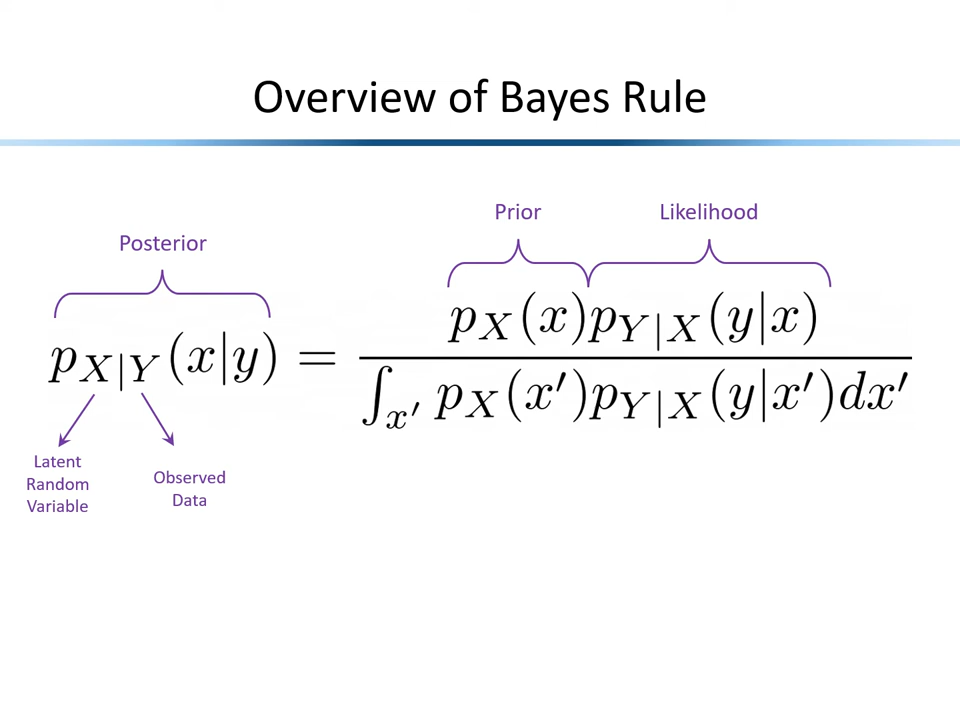 Overview of Bayes Rule
Prior
Likelihood
Posterior
p_X(x)p_{Y|X}(y|x)
p_{X|Y}(x|y) =
∫_{x′} p_X(x′)p_{Y|X}(y|x′)dx′
Latent
Random
Variable
Observed
Data